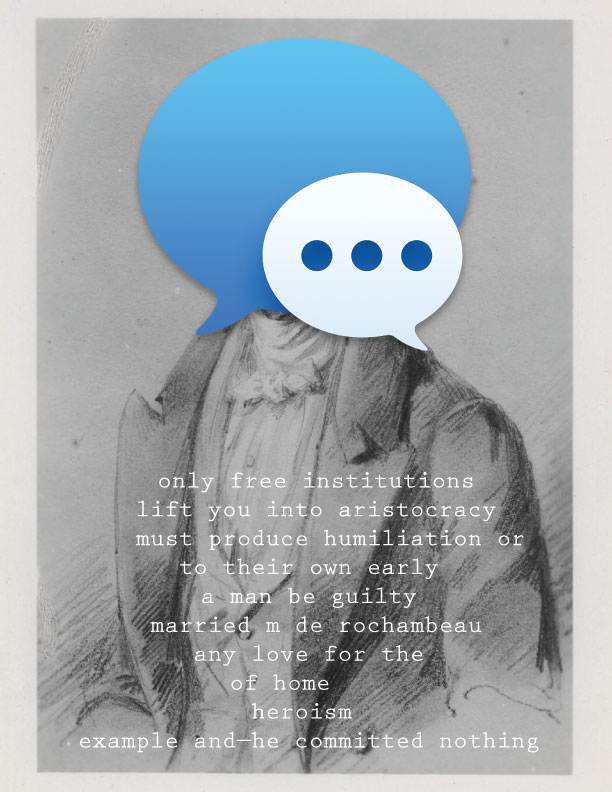 only free institutions
lift you into aristocracy
must produce humiliation or
to their own early
a man be guilty
married m de rochambeau
any love for the
of home
heroism
example and—he committed nothing